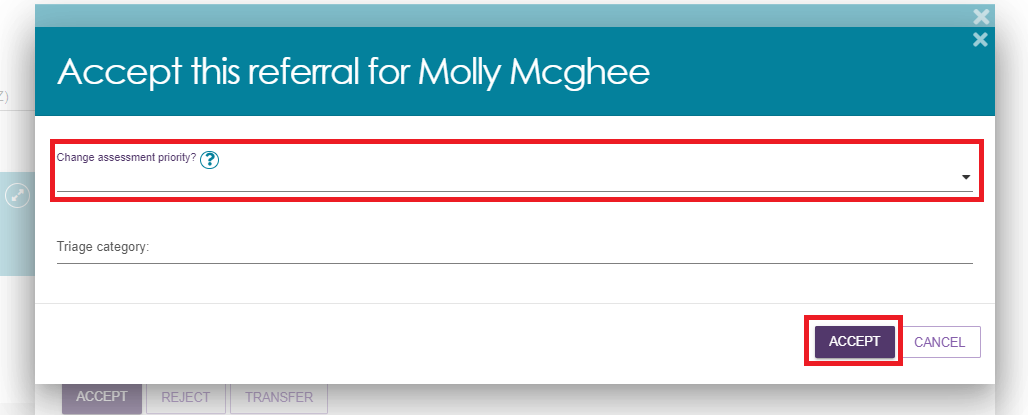 Accept this referral for Molly Mcghee
Z)
Change assessment priority? ?
Triage category:
ACCEPT CANCEL
ACCEPT REJECT TRANSFER